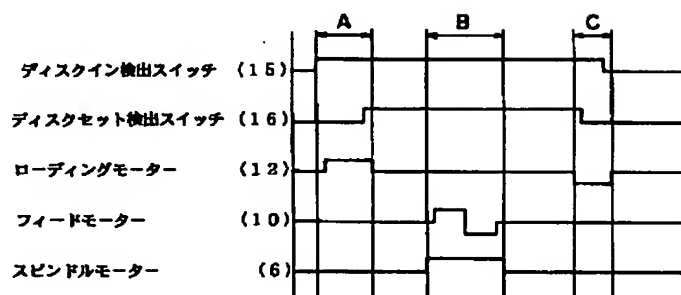 A B C
ディスクイン検出スイッチ (15)
ディスクセット検出スイッチ (16)
ローディングモーター (12)
フィードモーター (10)
スピンドルモーター (6)